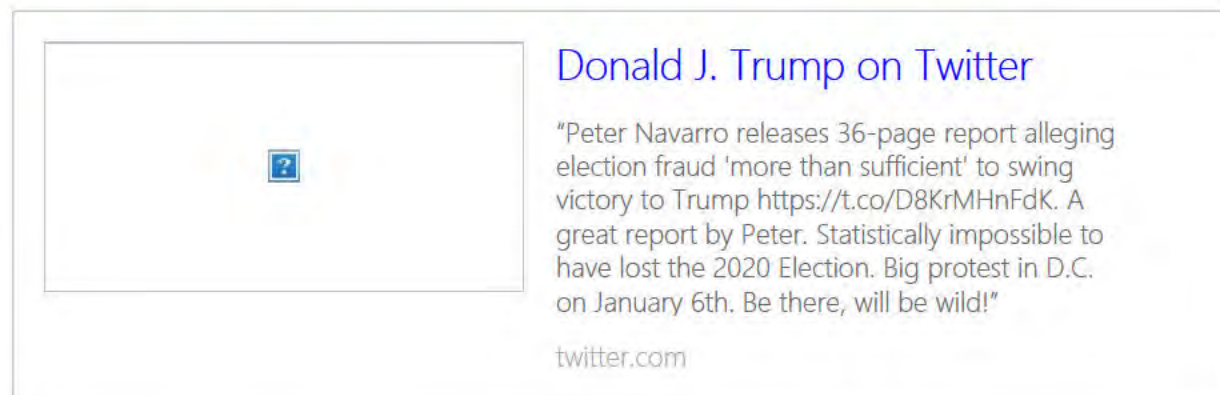 Donald J. Trump on Twitter
“Peter Navarro releases 36-page report alleging
election fraud 'more than sufficient' to swing
victory to Trump https://t.co/D8KrMHnFdK. A
great report by Peter. Statistically impossible to
have lost the 2020 Election. Big protest in D.C.
on January 6th. Be there, will be wild!”
twitter.com